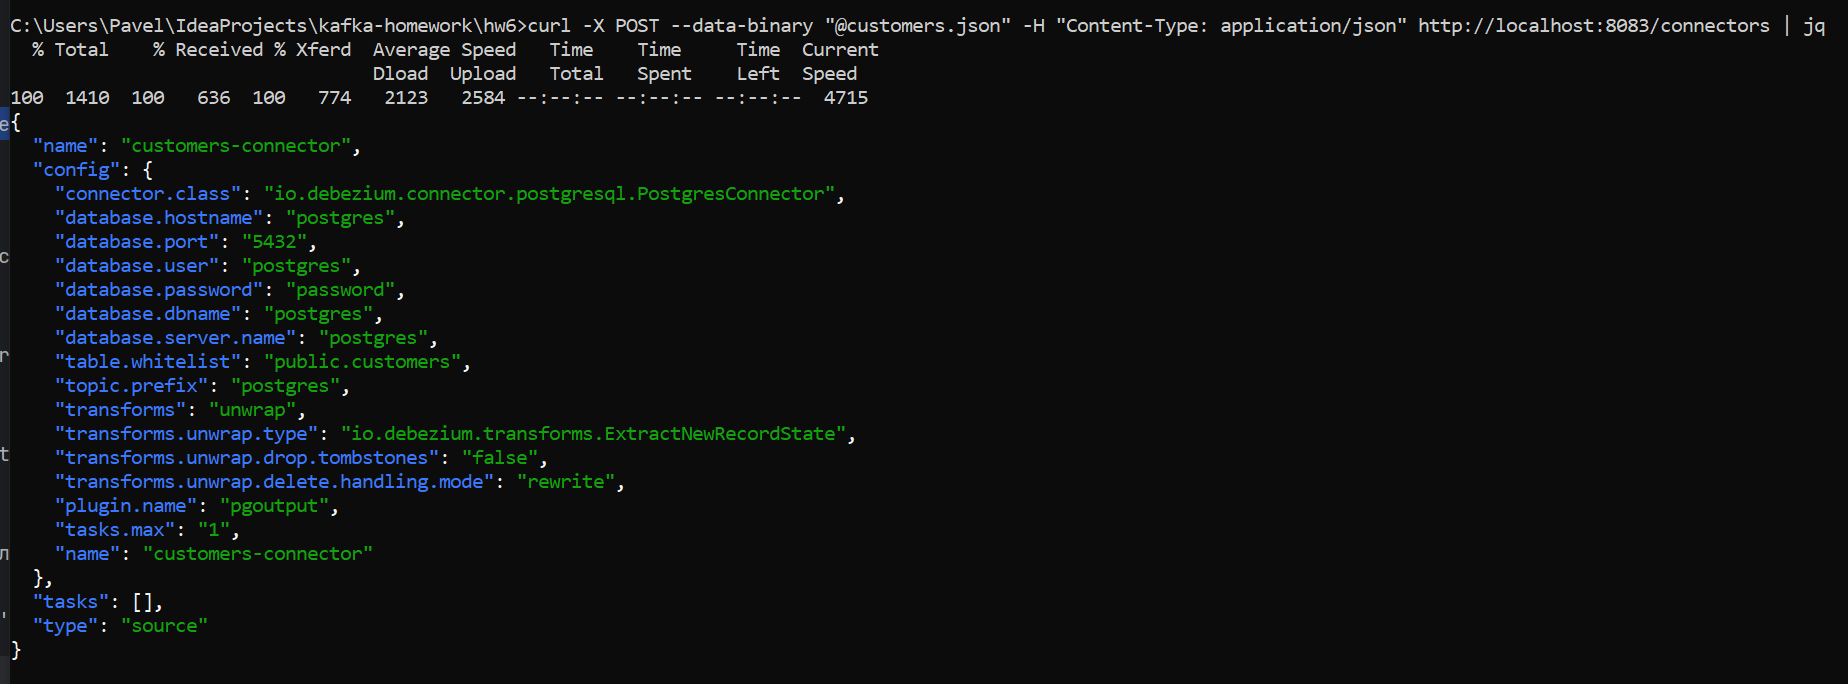 C:\Users\Pavel\IdeaProjects\kafka-homework\hw6>curl -X POST --data-binary "@customers.json" -H "Content-Type: application/json" http://localhost:8083/connectors | jq
  % Total    % Received % Xferd  Average Speed   Time    Time     Time  Current
                                 Dload  Upload   Total   Spent    Left  Speed
100  1410  100   636  100   774   2123   2584 --:--:-- --:--:-- --:--:--  4715
{
  "name": "customers-connector",
  "config": {
    "connector.class": "io.debezium.connector.postgresql.PostgresConnector",
    "database.hostname": "postgres",
    "database.port": "5432",
    "database.user": "postgres",
    "database.password": "password",
    "database.dbname": "postgres",
    "database.server.name": "postgres",
    "table.whitelist": "public.customers",
    "topic.prefix": "postgres",
    "transforms": "unwrap",
    "transforms.unwrap.type": "io.debezium.transforms.ExtractNewRecordState",
    "transforms.unwrap.drop.tombstones": "false",
    "transforms.unwrap.delete.handling.mode": "rewrite",
    "plugin.name": "pgoutput",
    "tasks.max": "1",
    "name": "customers-connector"
  },
  "tasks": [],
  "type": "source"
}